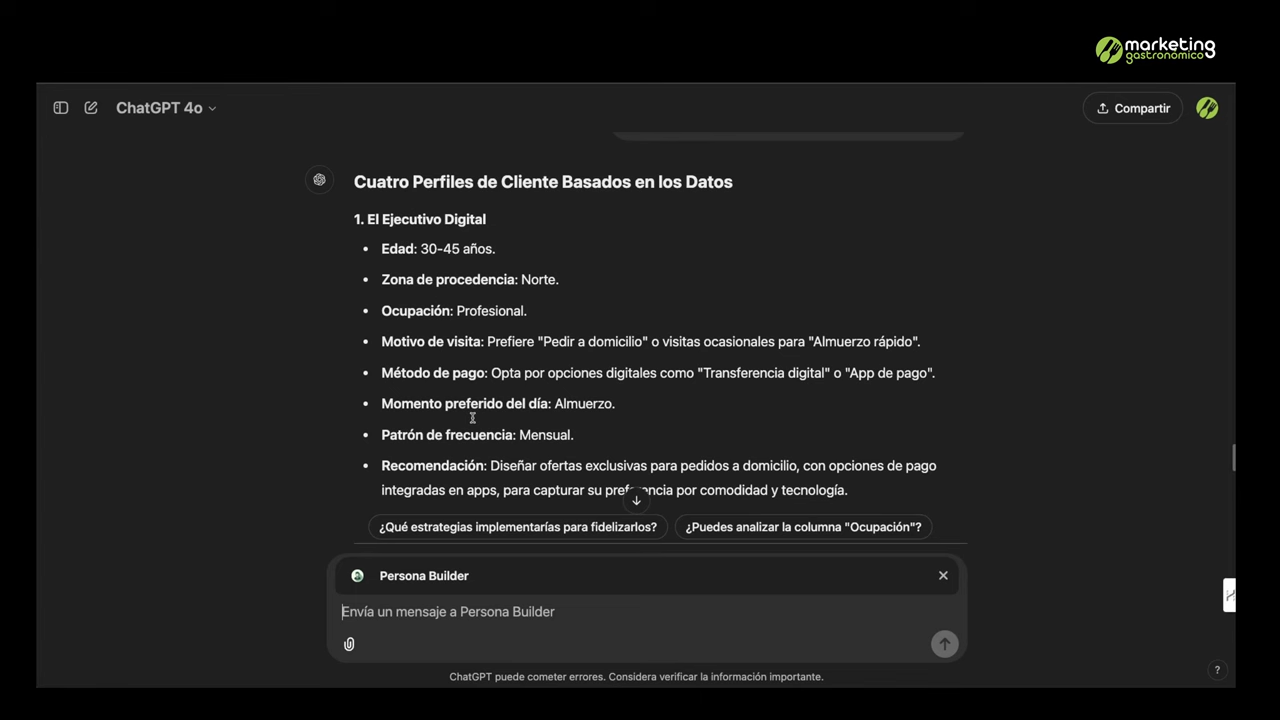 marketing
gastronómico
ChatGPT 4o
Compartir
Cuatro Perfiles de Cliente Basados en los Datos
1. El Ejecutivo Digital
• Edad: 30-45 años.
• Zona de procedencia: Norte.
• Ocupación: Profesional.
• Motivo de visita: Prefiere "Pedir a domicilio" o visitas ocasionales para "Almuerzo rápido".
• Método de pago: Opta por opciones digitales como "Transferencia digital" o "App de pago".
• Momento preferido del día: Almuerzo.
• Patrón de frecuencia: Mensual.
• Recomendación: Diseñar ofertas exclusivas para pedidos a domicilio, con opciones de pago
integradas en apps, para capturar su preferencia por comodidad y tecnología.
¿Qué estrategias implementarías para fidelizarlos? ¿Puedes analizar la columna "Ocupación"?
Persona Builder
Envía un mensaje a Persona Builder
ChatGPT puede cometer errores. Considera verificar la información importante.
?